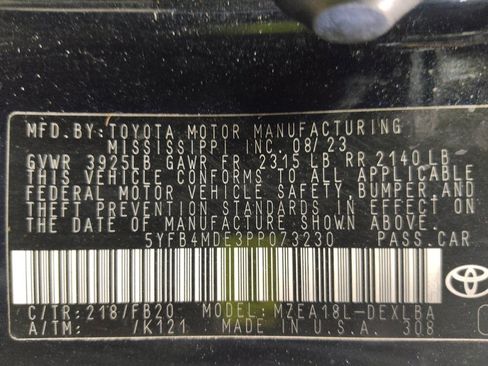 MFD.BY:TOYOTA MOTOR MANUFACTURING
MISSISSIPPI INC.08/23
GVWR 3925LB GAWR FR 2315 LB RR 2140 LB
THIS VEHICLE CONFORMS TO ALL APPLICABLE
FEDERAL MOTOR VEHICLE SAFETY, BUMPER, AND
THEFT PREVENTION STANDARDS IN EFFECT ON
THE DATE OF MANUFACTURE SHOWN ABOVE.
5YFB4MDE3PP073230 PASS.CAR
C/TR:218/FB20 MODEL:MZEA18L-DEXLBA
A/TM: /K121 MADE IN U.S.A. 308
TOYOTA